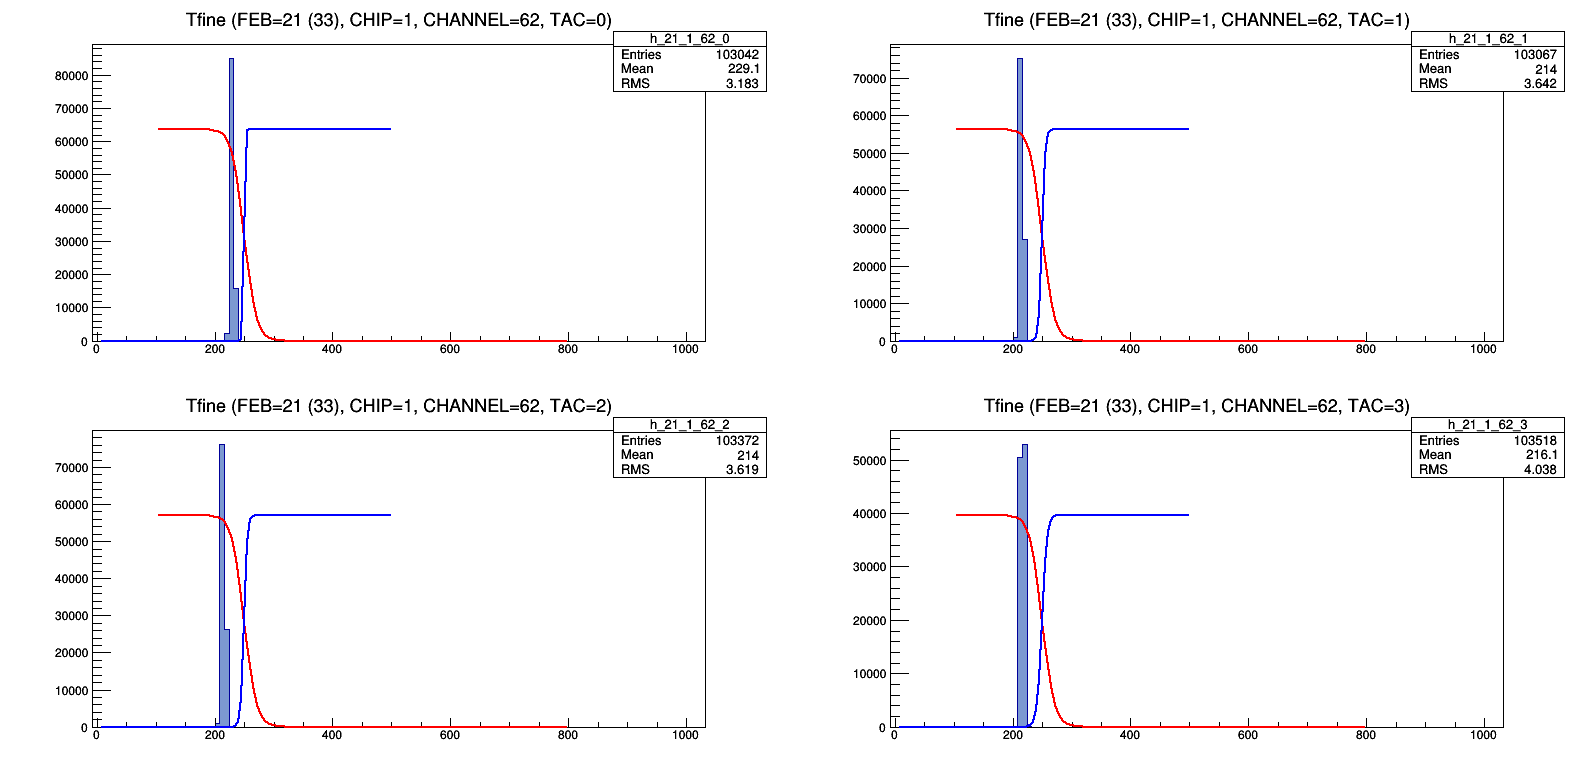 Tfine (FEB=21 (33), CHIP=1, CHANNEL=62, TAC=0)
h_21_1_62_0
Entries 103042
Mean 229.1
RMS 3.183
80000
70000
60000
50000
40000
30000
20000
10000
0
0 200 400 600 800 1000
Tfine (FEB=21 (33), CHIP=1, CHANNEL=62, TAC=1)
h_21_1_62_1
Entries 103067
Mean 214
RMS 3.642
70000
60000
50000
40000
30000
20000
10000
0
0 200 400 600 800 1000
Tfine (FEB=21 (33), CHIP=1, CHANNEL=62, TAC=2)
h_21_1_62_2
Entries 103372
Mean 214
RMS 3.619
70000
60000
50000
40000
30000
20000
10000
0
0 200 400 600 800 1000
Tfine (FEB=21 (33), CHIP=1, CHANNEL=62, TAC=3)
h_21_1_62_3
Entries 103518
Mean 216.1
RMS 4.038
50000
40000
30000
20000
10000
0
0 200 400 600 800 1000